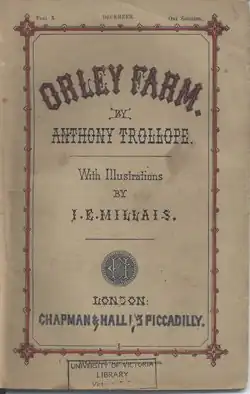 Part X. DECEMBER. One Shilling.
ORLEY FARM.
BY
ANTHONY TROLLOPE.
With Illustrations
BY
J. E. MILLAIS.
LONDON:
CHAPMAN & HALL PICCADILLY.
UNIVERSITY OF VICTORIA
LIBRARY